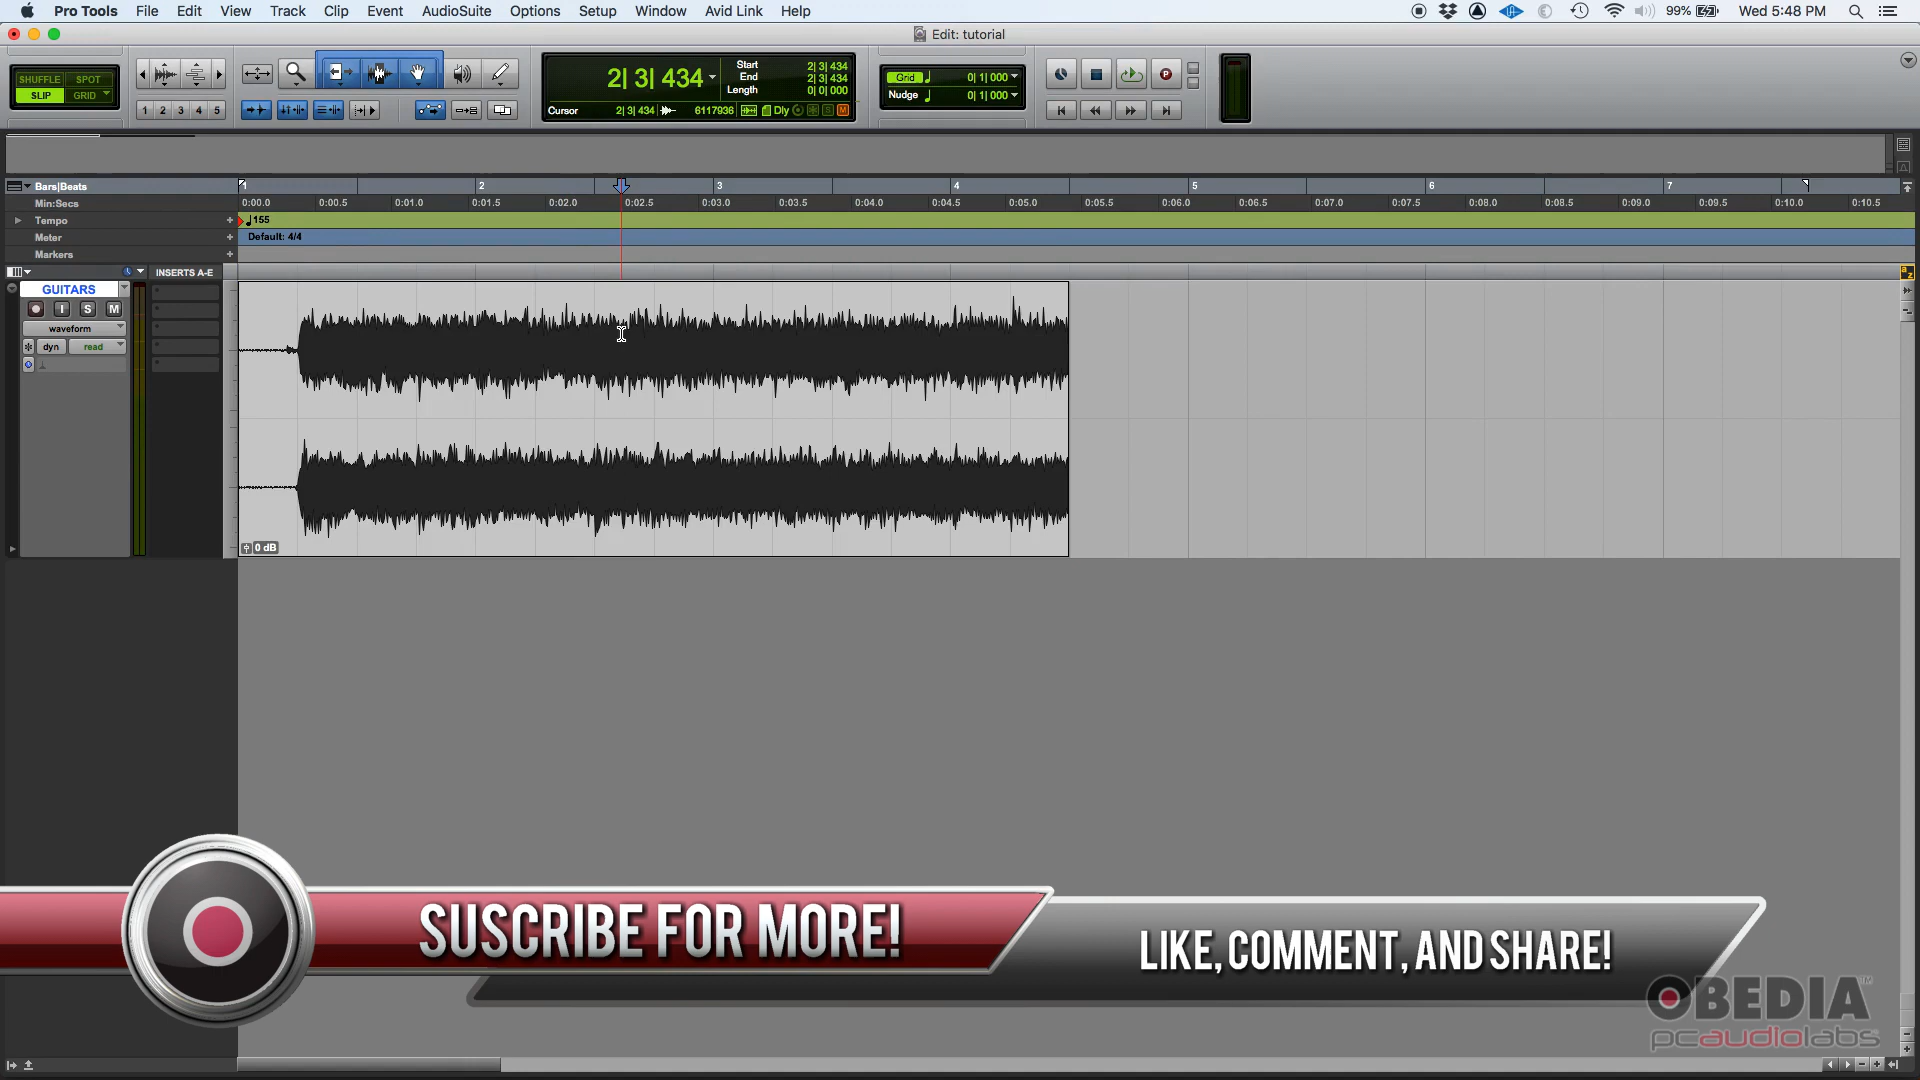 Pro Tools File Edit View Track Clip Event AudioSuite Options Setup Window Avid Link Help 99% Wed 5:48 PM
Edit: tutorial
SHUFFLE SPOT
SLIP GRID
1 2 3 4 5
2| 3| 434
Start 2| 3| 434
End 2| 3| 434
Length 0| 0| 000
Cursor 2| 3| 434 6117936 Dly S M
Grid 0| 1| 000
Nudge 0| 1| 000
Bars|Beats 1 2 3 4 5 6 7
Min:Secs 0:00.0 0:00.5 0:01.0 0:01.5 0:02.0 0:02.5 0:03.0 0:03.5 0:04.0 0:04.5 0:05.0 0:05.5 0:06.0 0:06.5 0:07.0 0:07.5 0:08.0 0:08.5 0:09.0 0:09.5 0:10.0 0:10.5
Tempo 155
Meter Default: 4/4
Markers
INSERTS A-E
GUITARS
I S M
waveform
dyn read
0 dB
SUSCRIBE FOR MORE!
LIKE, COMMENT, AND SHARE!
OBEDIA™
pcaudiolabs